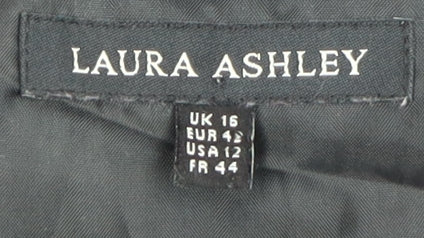 LAURA ASHLEY
UK 16
EUR 42
USA 12
FR 44